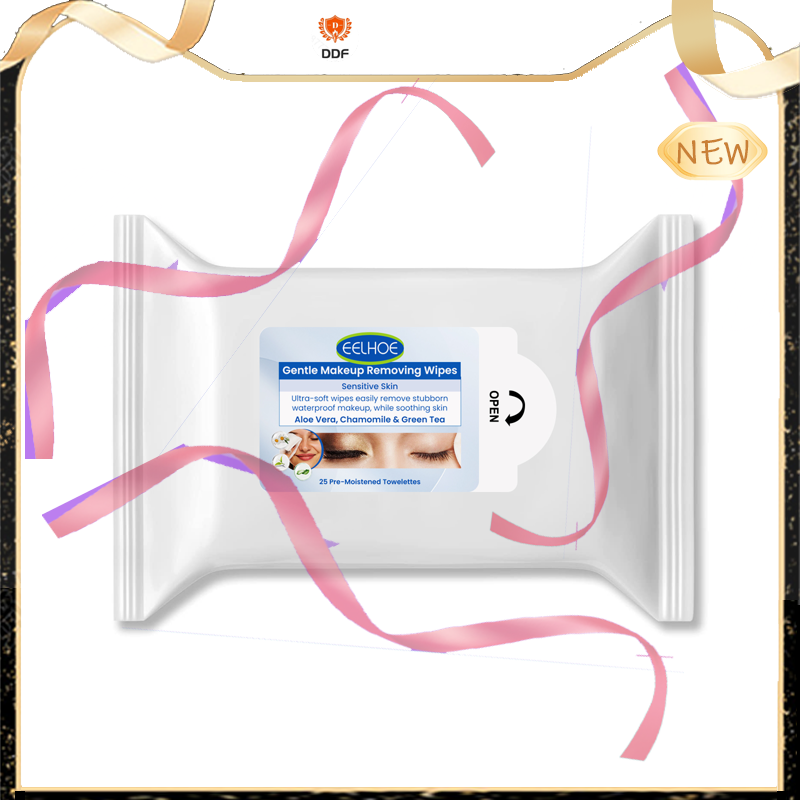 DDF
NEW
EELHOE
Gentle Makeup Removing Wipes
Sensitive Skin
Ultra-soft wipes easily remove stubborn
waterproof makeup, while soothing skin
Aloe Vera, Chamomile & Green Tea
25 Pre-Moistened Towelettes
OPEN